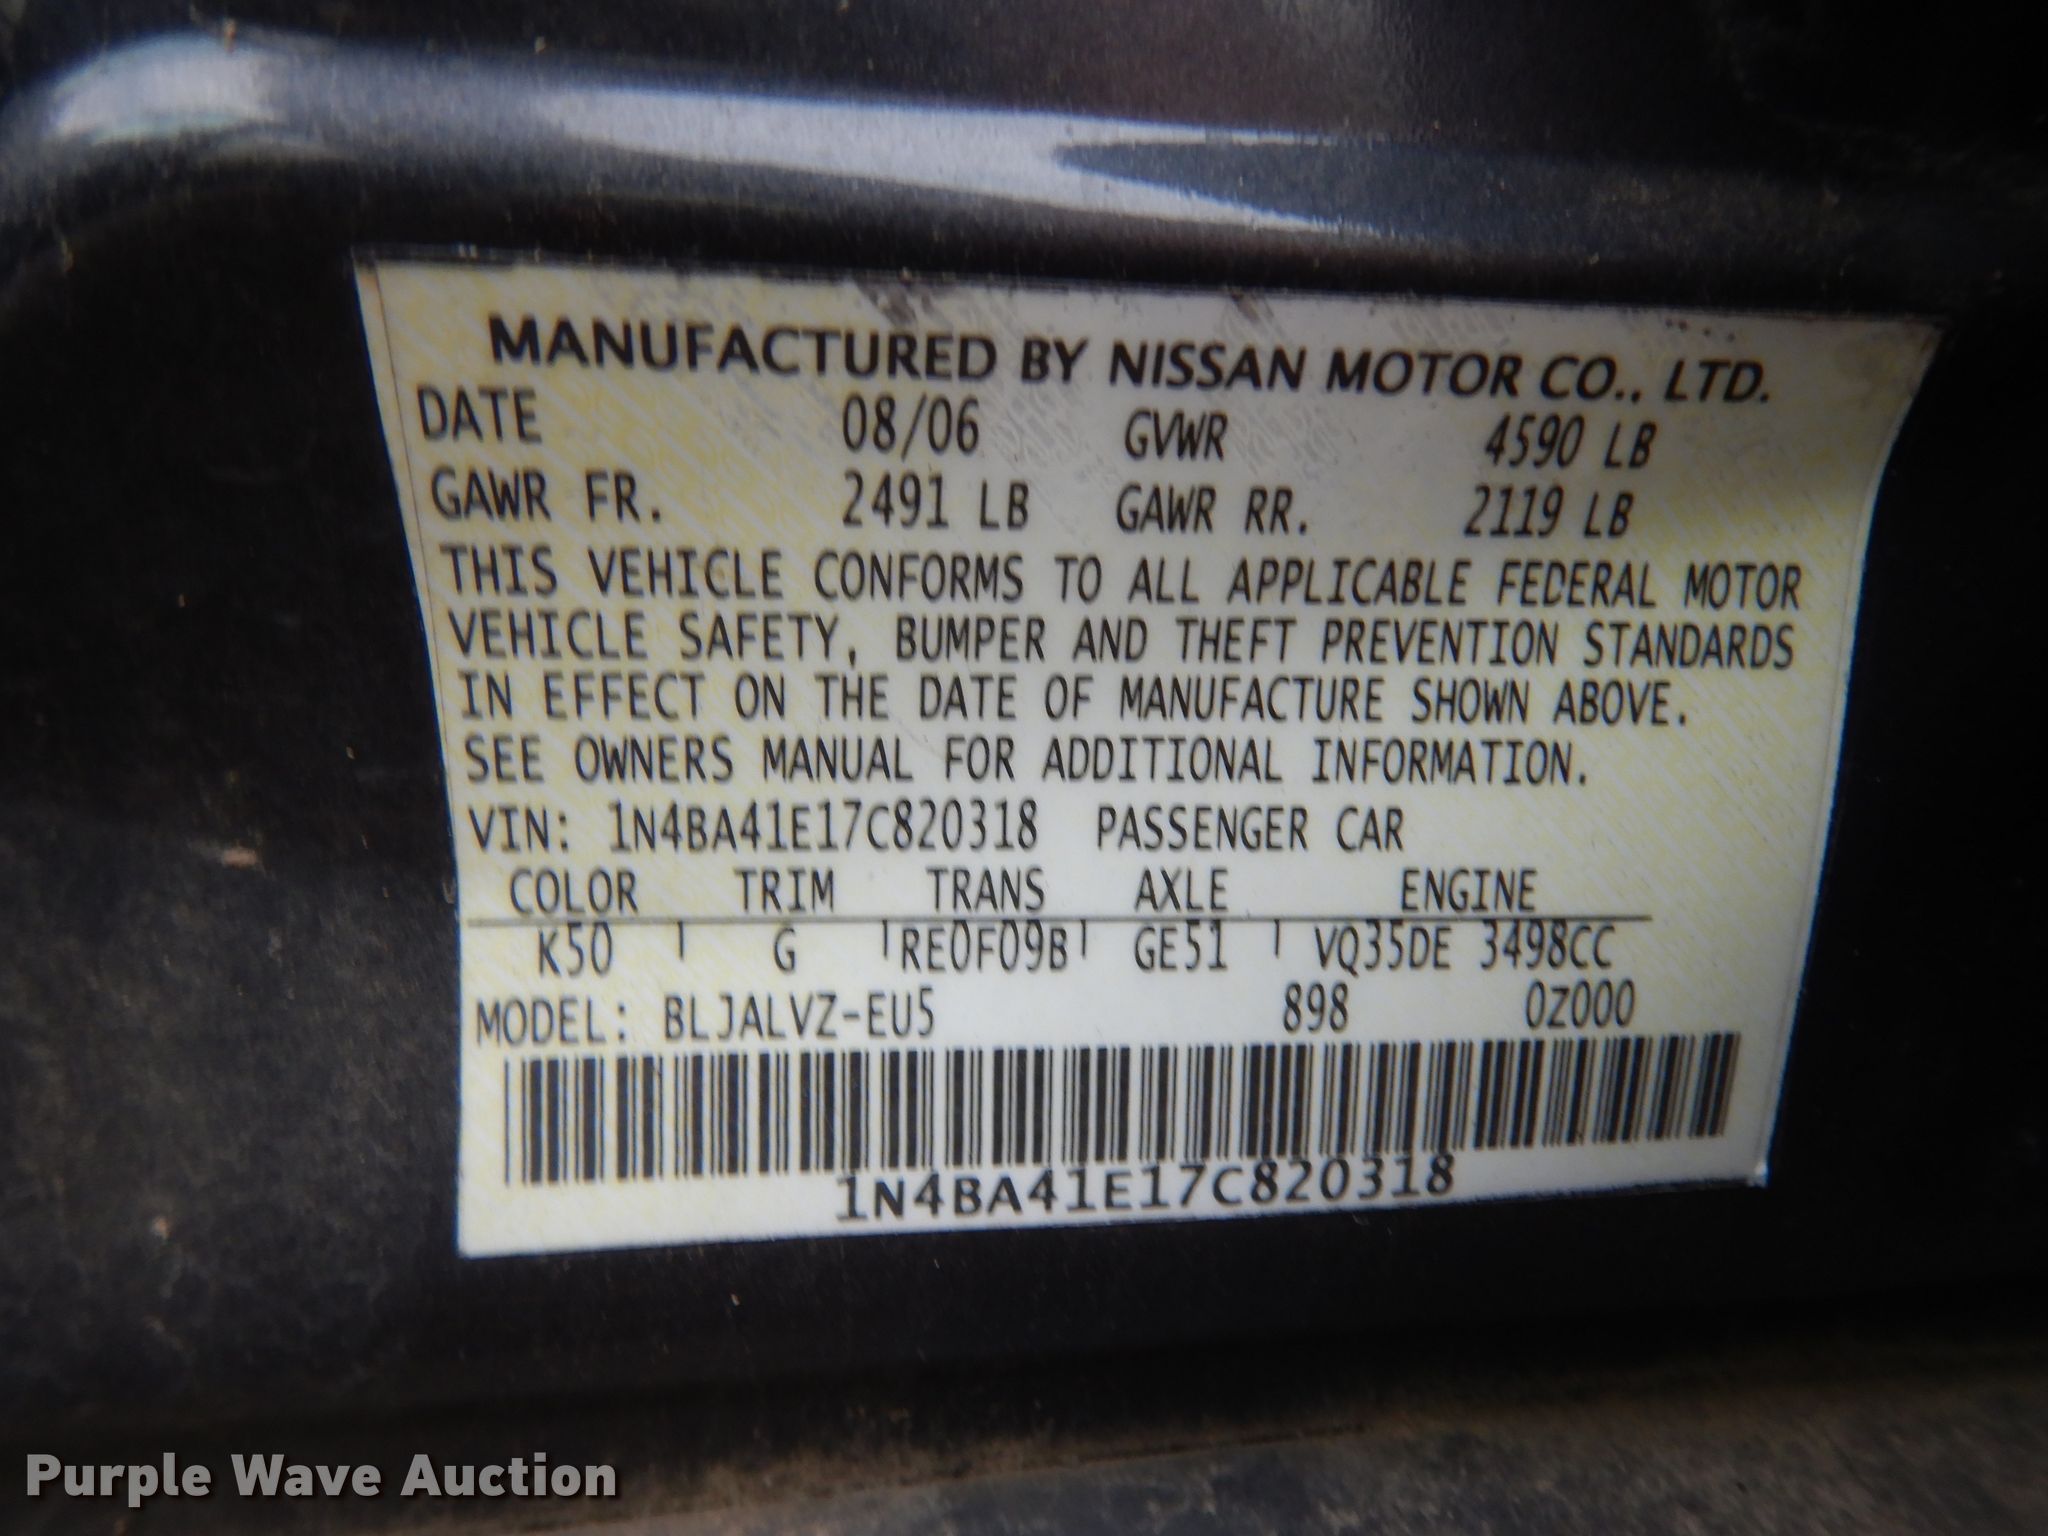 MANUFACTURED BY NISSAN MOTOR CO., LTD.
DATE 08/06 GVWR 4590 LB
GAWR FR. 2491 LB GAWR RR. 2119 LB
THIS VEHICLE CONFORMS TO ALL APPLICABLE FEDERAL MOTOR
VEHICLE SAFETY, BUMPER AND THEFT PREVENTION STANDARDS
IN EFFECT ON THE DATE OF MANUFACTURE SHOWN ABOVE.
SEE OWNERS MANUAL FOR ADDITIONAL INFORMATION.
VIN: 1N4BA41E17C820318 PASSENGER CAR
COLOR TRIM TRANS AXLE ENGINE
K50 G RE0F09B GE51 VQ35DE 3498CC
MODEL: BLJALVZ-EU5 898 0Z000
1N4BA41E17C820318
Purple Wave Auction